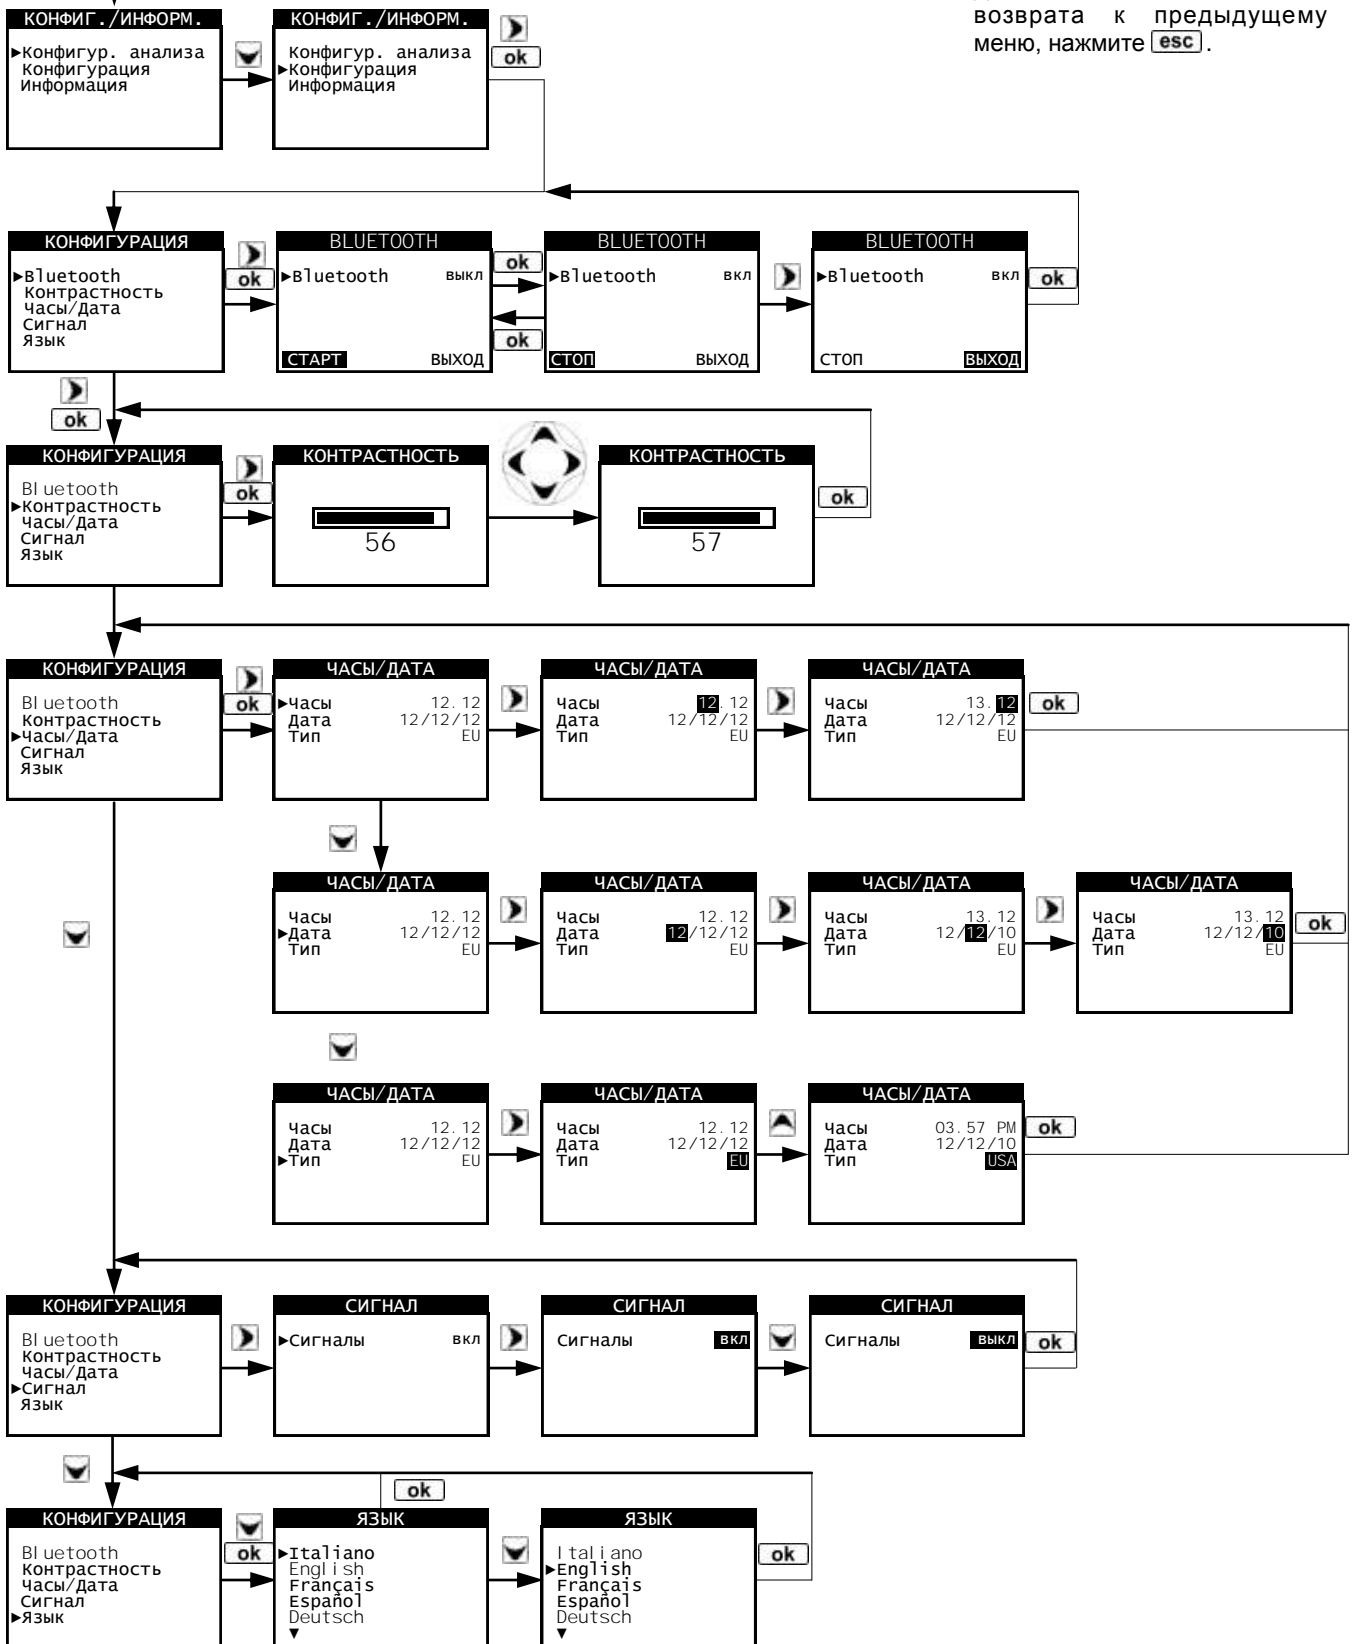 возврата к предыдущему
меню, нажмите esc .
КОНФИГ./ИНФОРМ.
▶Конфигур. анализа
Конфигурация
Информация
КОНФИГ./ИНФОРМ.
Конфигур. анализа
▶Конфигурация
Информация
ok
КОНФИГУРАЦИЯ
▶Bluetooth
Контрастность
Часы/Дата
Сигнал
Язык
ok
BLUETOOTH
▶Bluetooth выкл
СТАРТ ВЫХОД
ok
ok
BLUETOOTH
▶Bluetooth вкл
СТОП ВЫХОД
BLUETOOTH
▶Bluetooth вкл
СТОП ВЫХОД
ok
ok
КОНФИГУРАЦИЯ
Bluetooth
▶Контрастность
Часы/Дата
Сигнал
Язык
ok
КОНТРАСТНОСТЬ
56
КОНТРАСТНОСТЬ
57
ok
КОНФИГУРАЦИЯ
Bluetooth
Контрастность
▶Часы/Дата
Сигнал
Язык
ok
ЧАСЫ/ДАТА
▶Часы 12.12
Дата 12/12/12
Тип EU
ЧАСЫ/ДАТА
Часы 12.12
Дата 12/12/12
Тип EU
ЧАСЫ/ДАТА
Часы 13.12
Дата 12/12/12
Тип EU
ok
ЧАСЫ/ДАТА
Часы 12.12
▶Дата 12/12/12
Тип EU
ЧАСЫ/ДАТА
Часы 12.12
Дата 12/12/12
Тип EU
ЧАСЫ/ДАТА
Часы 13.12
Дата 12/12/10
Тип EU
ЧАСЫ/ДАТА
Часы 13.12
Дата 12/12/10
Тип EU
ok
ЧАСЫ/ДАТА
Часы 12.12
Дата 12/12/12
▶Тип EU
ЧАСЫ/ДАТА
Часы 12.12
Дата 12/12/12
Тип EU
ЧАСЫ/ДАТА
Часы 03.57 PM
Дата 12/12/10
Тип USA
ok
КОНФИГУРАЦИЯ
Bluetooth
Контрастность
Часы/Дата
▶Сигнал
Язык
СИГНАЛ
▶Сигналы вкл
СИГНАЛ
Сигналы вкл
СИГНАЛ
Сигналы выкл
ok
КОНФИГУРАЦИЯ
Bluetooth
Контрастность
Часы/Дата
Сигнал
▶Язык
ok
ok
ЯЗЫК
▶Italiano
English
Français
Español
Deutsch
▼
ЯЗЫК
Italiano
▶English
Français
Español
Deutsch
▼
ok